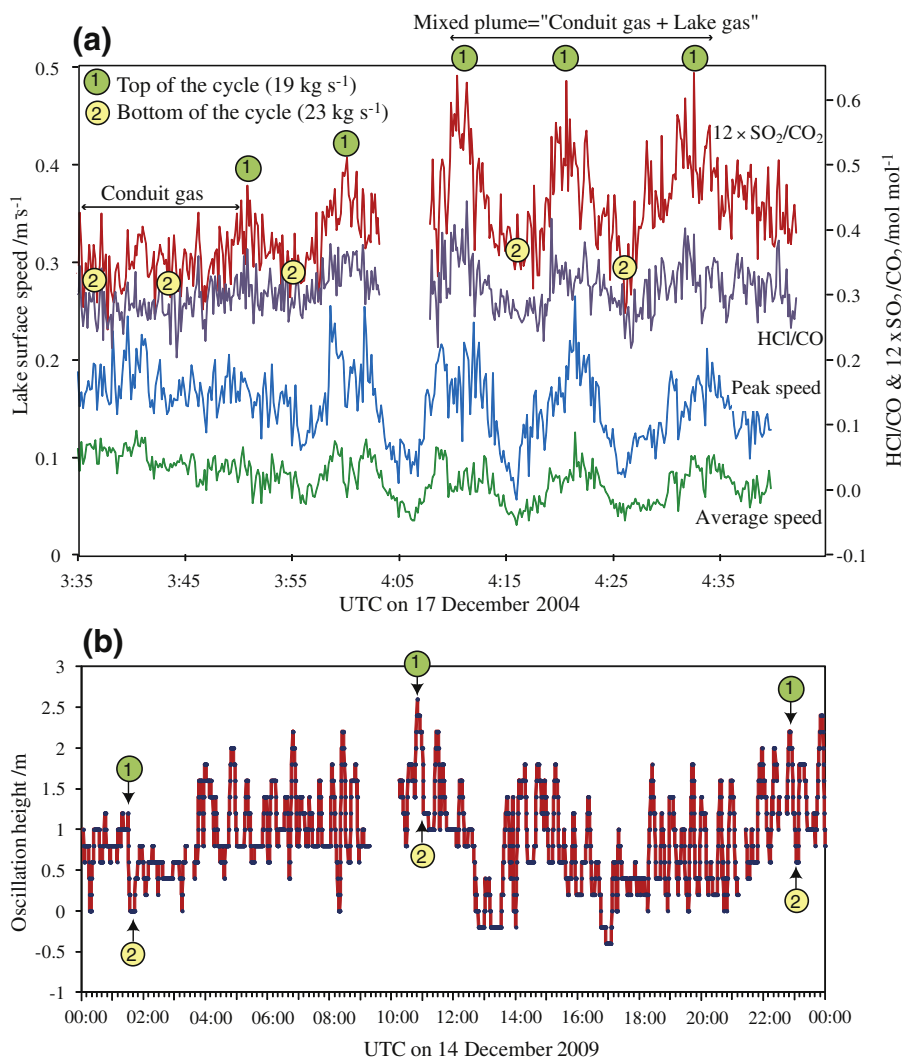 (a)
Mixed plume="Conduit gas + Lake gas"
1 1 1
0.5
1 Top of the cycle (19 kg s⁻¹)
2 Bottom of the cycle (23 kg s⁻¹)
0.6
12 × SO₂/CO₂
1
0.4
0.5
1
Conduit gas
0.4
0.3
2 2 2 2 2
0.3
HCl/CO
0.2
0.2
Peak speed
0.1
0.1
0.0
Average speed
0
-0.1
Lake surface speed /m s⁻¹
HCl/CO & 12 x SO₂/CO₂/mol mol⁻¹
3:35 3:45 3:55 4:05 4:15 4:25 4:35
UTC on 17 December 2004
(b)
3
1 1
2.5
2
1
1.5
1
2
0.5
2
0
2
-0.5
-1
Oscillation height /m
00:00 02:00 04:00 06:00 08:00 10:00 12:00 14:00 16:00 18:00 20:00 22:00 00:00
UTC on 14 December 2009